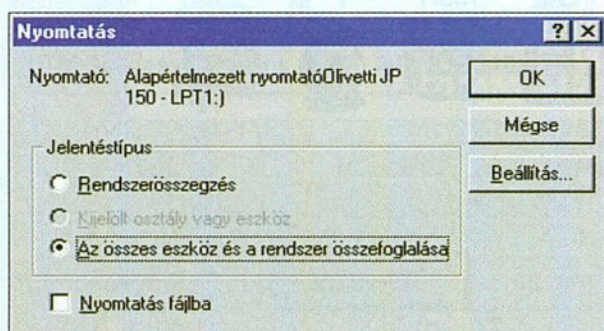 Nyomtatás
Nyomtató: Alapértelmezett nyomtatóOlivetti JP
150 - LPT1:)
OK
Mégse
Beállítás...
Jelentéstípus
Rendszerösszegzés
Kijelölt osztály vagy eszköz
Az összes eszköz és a rendszer összefoglalása
Nyomtatás fájlba